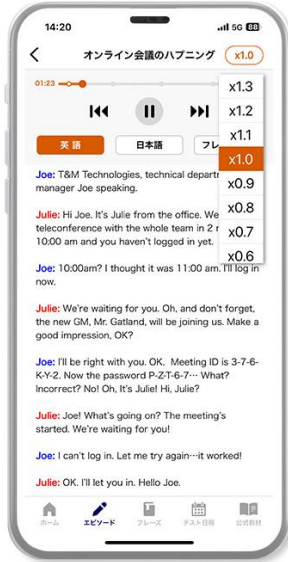 14:20
5G 83
オンライン会議のハプニング
x1.0
01:23
x1.3
x1.2
x1.1
x1.0
x0.9
x0.8
x0.7
x0.6
英語
日本語
フレ
Joe: T&M Technologies, technical depart
manager Joe speaking.
Julie: Hi Joe. It's Julie from the office. We
teleconference with the whole team in 2
10:00 am and you haven't logged in yet.
Joe: 10:00am? I thought it was 11:00 am. I'll log in
now.
Julie: We're waiting for you. Oh, and don't forget,
the new GM, Mr. Gatland, will be joining us. Make a
good impression, OK?
Joe: I'll be right with you. OK. Meeting ID is 3-7-6-
K-Y-2. Now the password P-Z-T-6-7… What?
Incorrect? No! Oh, It's Julie! Hi, Julie?
Julie: Joe! What's going on? The meeting's
started. We're waiting for you!
Joe: I can't log in. Let me try again…it worked!
Julie: OK. I'll let you in. Hello Joe.
ホーム
エピソード
フレーズ
テスト日程
公式教材